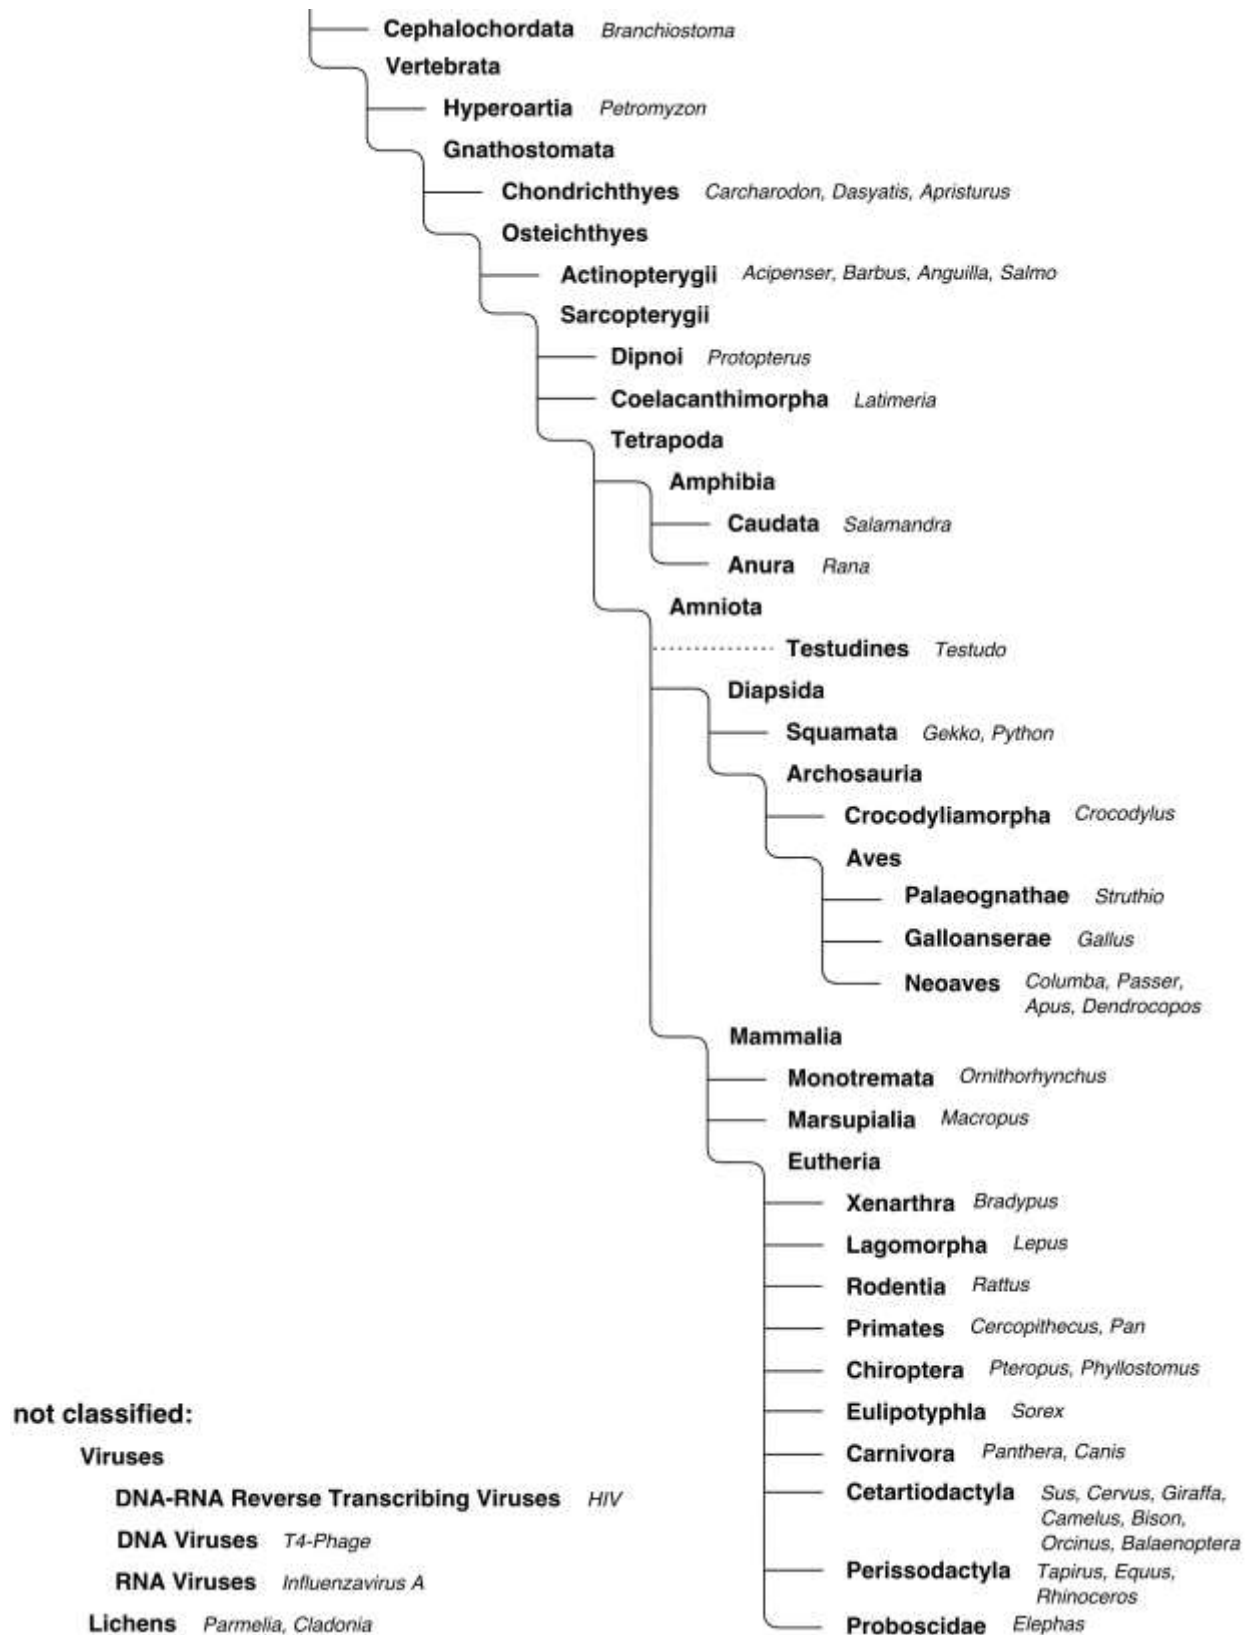 Cephalochordata Branchiostoma
Vertebrata
Hyperoartia Petromyzon
Gnathostomata
Chondrichthyes Carcharodon, Dasyatis, Apristurus
Osteichthyes
Actinopterygii Acipenser, Barbus, Anguilla, Salmo
Sarcopterygii
Dipnoi Protopterus
Coelacanthimorpha Latimeria
Tetrapoda
Amphibia
Caudata Salamandra
Anura Rana
Amniota
Testudines Testudo
Diapsida
Squamata Gekko, Python
Archosauria
Crocodyliamorpha Crocodylus
Aves
Palaeognathae Struthio
Galloanserae Gallus
Neoaves Columba, Passer,
Apus, Dendrocopos
Mammalia
Monotremata Ornithorhynchus
Marsupialia Macropus
Eutheria
Xenarthra Bradypus
Lagomorpha Lepus
Rodentia Rattus
Primates Cercopithecus, Pan
Chiroptera Pteropus, Phyllostomus
Eulipotyphla Sorex
Carnivora Panthera, Canis
Cetartiodactyla Sus, Cervus, Giraffa,
Camelus, Bison,
Orcinus, Balaenoptera
Perissodactyla Tapirus, Equus,
Rhinoceros
Proboscidae Elephas
not classified:
Viruses
DNA-RNA Reverse Transcribing Viruses HIV
DNA Viruses T4-Phage
RNA Viruses Influenzavirus A
Lichens Parmelia, Cladonia